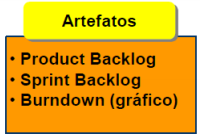 Artefatos
• Product Backlog
• Sprint Backlog
• Burndown (gráfico)